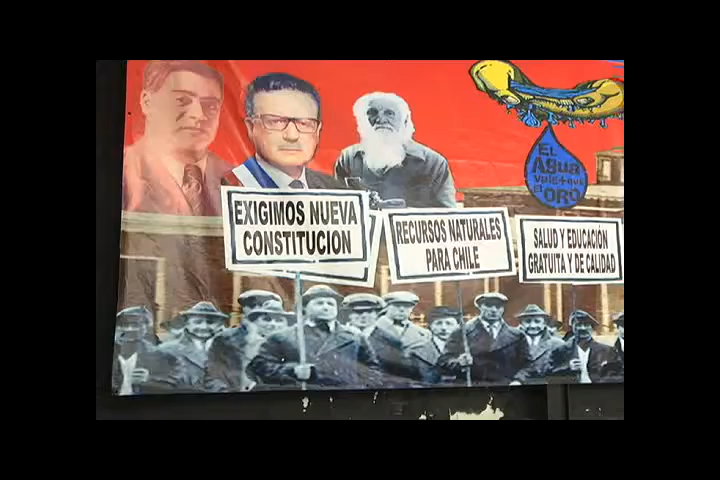 EL
AGUA
vale+que
EL ORO
EXIGIMOS NUEVA
CONSTITUCION
RECURSOS NATURALES
PARA CHILE
SALUD Y EDUCACIÓN
GRATUITA Y DE CALIDAD